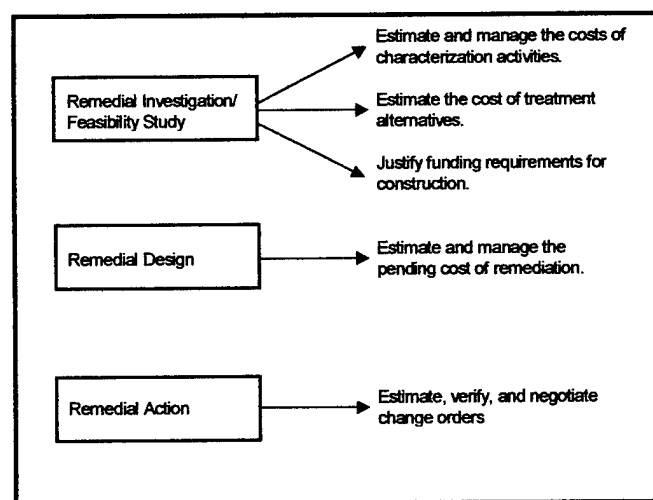 Estimate and manage the costs of
characterization activities.
Remedial Investigation/
Feasibility Study
Estimate the cost of treatment
alternatives.
Justify funding requirements for
construction.
Remedial Design
Estimate and manage the
pending cost of remediation.
Remedial Action
Estimate, verify, and negotiate
change orders